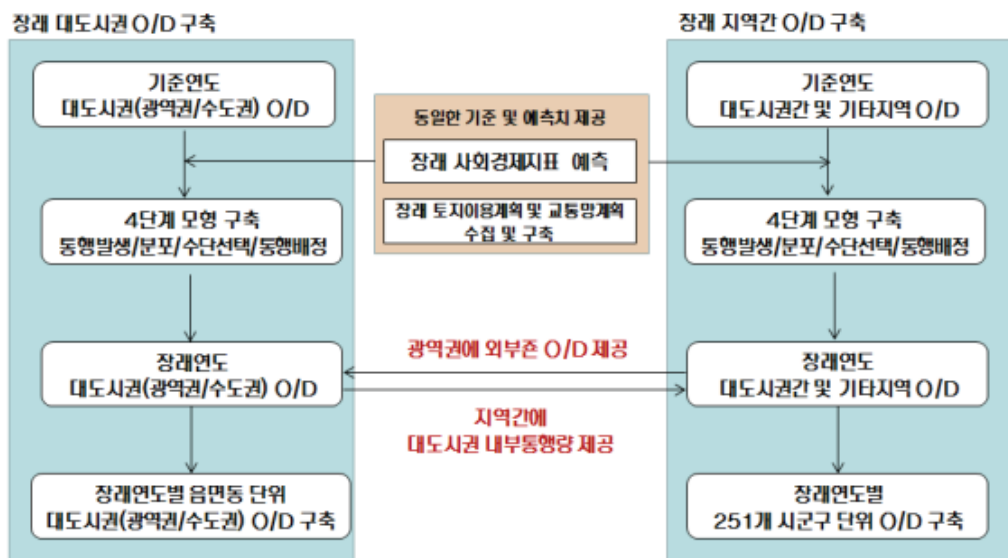 장래 대도시권 O/D 구축
기준연도
대도시권(광역권/수도권) O/D
4단계 모형 구축
통행발생/분포/수단선택/통행배정
장래연도
대도시권(광역권/수도권) O/D
장래연도별 읍면동 단위
대도시권(광역권/수도권) O/D 구축
동일한 기준 및 예측치 제공
장래 사회경제지표 예측
장래 토지이용계획 및 교통망계획
수집 및 구축
광역권에 외부존 O/D 제공
지역간에
대도시권 내부통행량 제공
장래 지역간 O/D 구축
기준연도
대도시권간 및 기타지역 O/D
4단계 모형 구축
통행발생/분포/수단선택/통행배정
장래연도
대도시권간 및 기타지역 O/D
장래연도별
251개 시군구 단위 O/D 구축